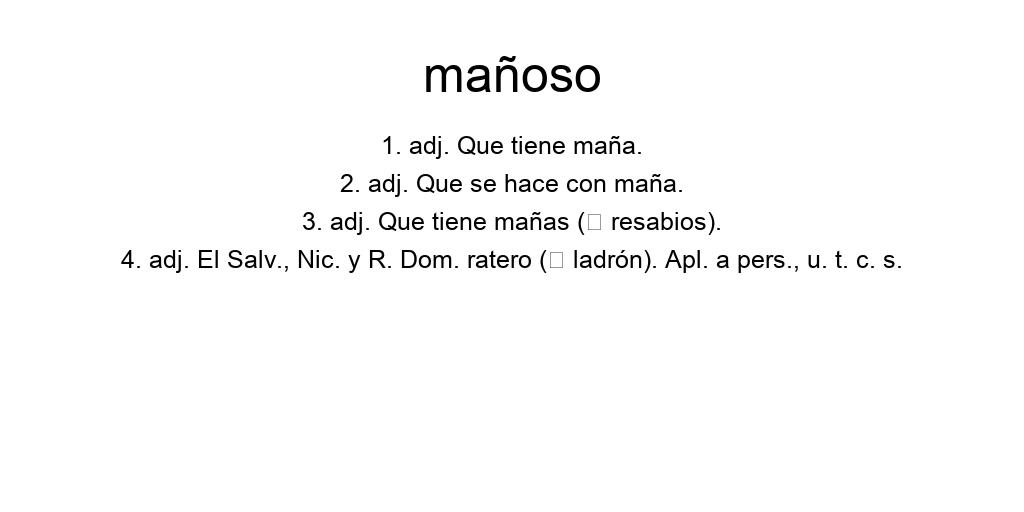 mañoso
1. adj. Que tiene maña.
2. adj. Que se hace con maña.
3. adj. Que tiene mañas (□ resabios).
4. adj. El Salv., Nic. y R. Dom. ratero (□ ladrón). Apl. a pers., u. t. c. s.